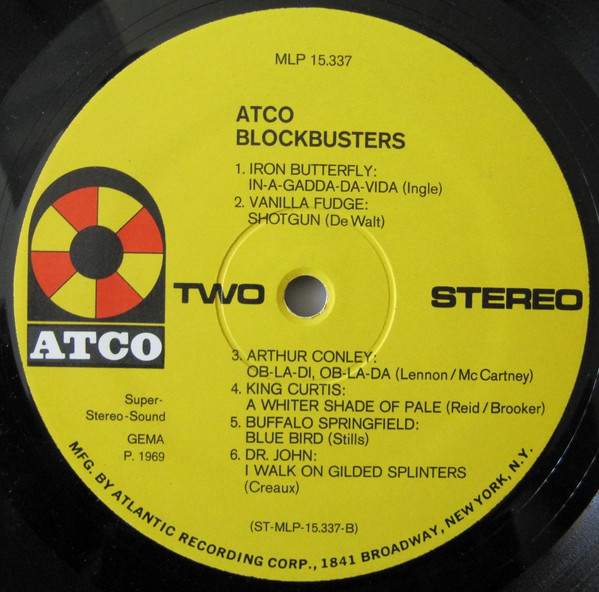 MLP 15.337
ATCO
BLOCKBUSTERS
1. IRON BUTTERFLY:
IN-A-GADDA-DA-VIDA (Ingle)
2. VANILLA FUDGE:
SHOTGUN (De Walt)
TWO
STEREO
ATCO
3. ARTHUR CONLEY:
OB-LA-DI, OB-LA-DA (Lennon/Mc Cartney)
4. KING CURTIS:
A WHITER SHADE OF PALE (Reid/Brooker)
5. BUFFALO SPRINGFIELD:
BLUE BIRD (Stills)
6. DR. JOHN:
I WALK ON GILDED SPLINTERS
(Creaux)
Super-
Stereo-Sound
GEMA
P. 1969
(ST-MLP-15.337-B)
MFG. BY ATLANTIC RECORDING CORP., 1841 BROADWAY, NEW YORK, N.Y.